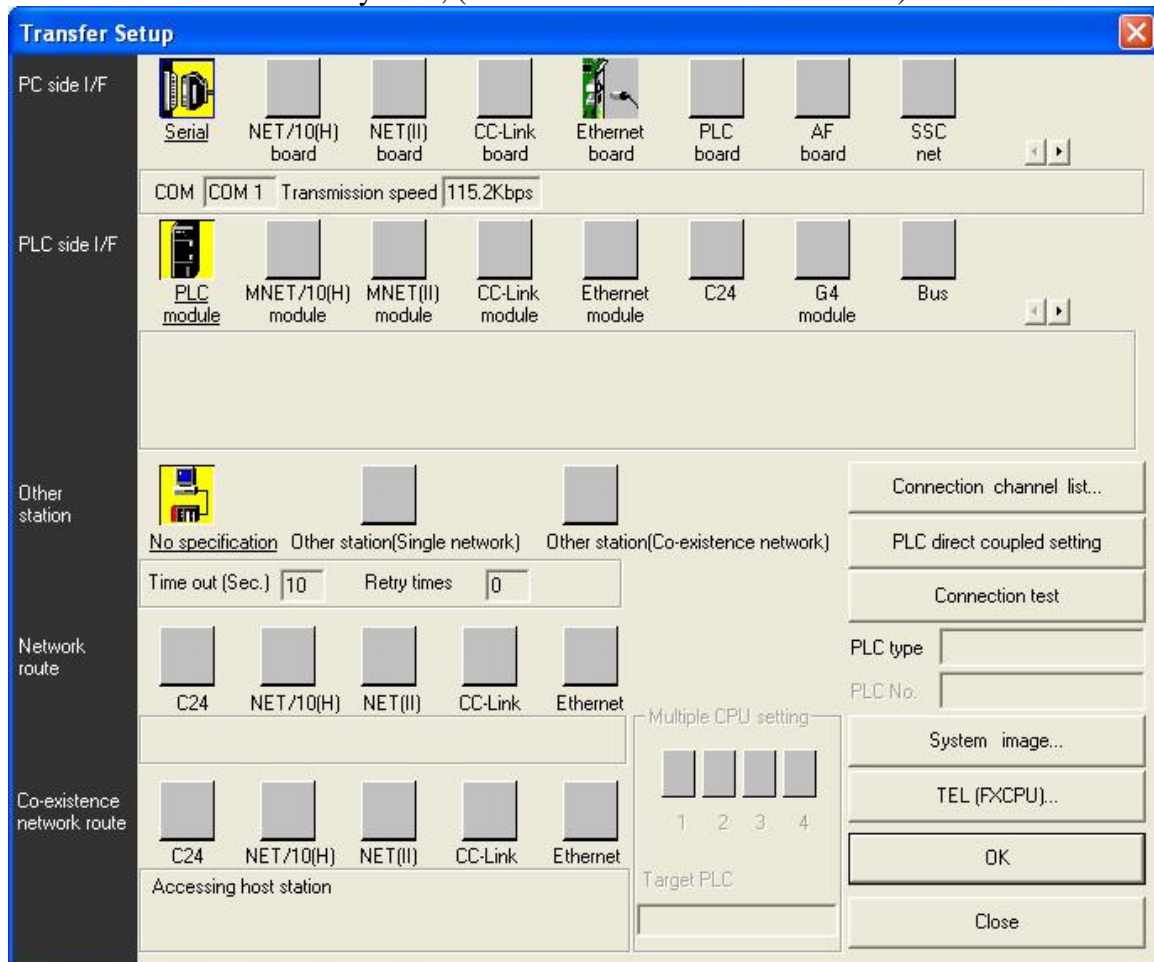 Transfer Setup
PC side I/F
Serial
NET/10(H) board
NET(II) board
CC-Link board
Ethernet board
PLC board
AF board
SSC net
COM COM 1 Transmission speed 115.2Kbps
PLC side I/F
PLC module
MNET/10(H) module
MNET(II) module
CC-Link module
Ethernet module
C24
G4 module
Bus
Other station
No specification
Other station(Single network)
Other station(Co-existence network)
Time out (Sec.) 10 Retry times 0
Connection channel list...
PLC direct coupled setting
Connection test
PLC type
PLC No.
Network route
C24
NET/10(H)
NET(II)
CC-Link
Ethernet
Multiple CPU setting
1 2 3 4
Target PLC
System image...
TEL (FXCPU)...
Co-existence network route
C24
NET/10(H)
NET(II)
CC-Link
Ethernet
Accessing host station
OK
Close